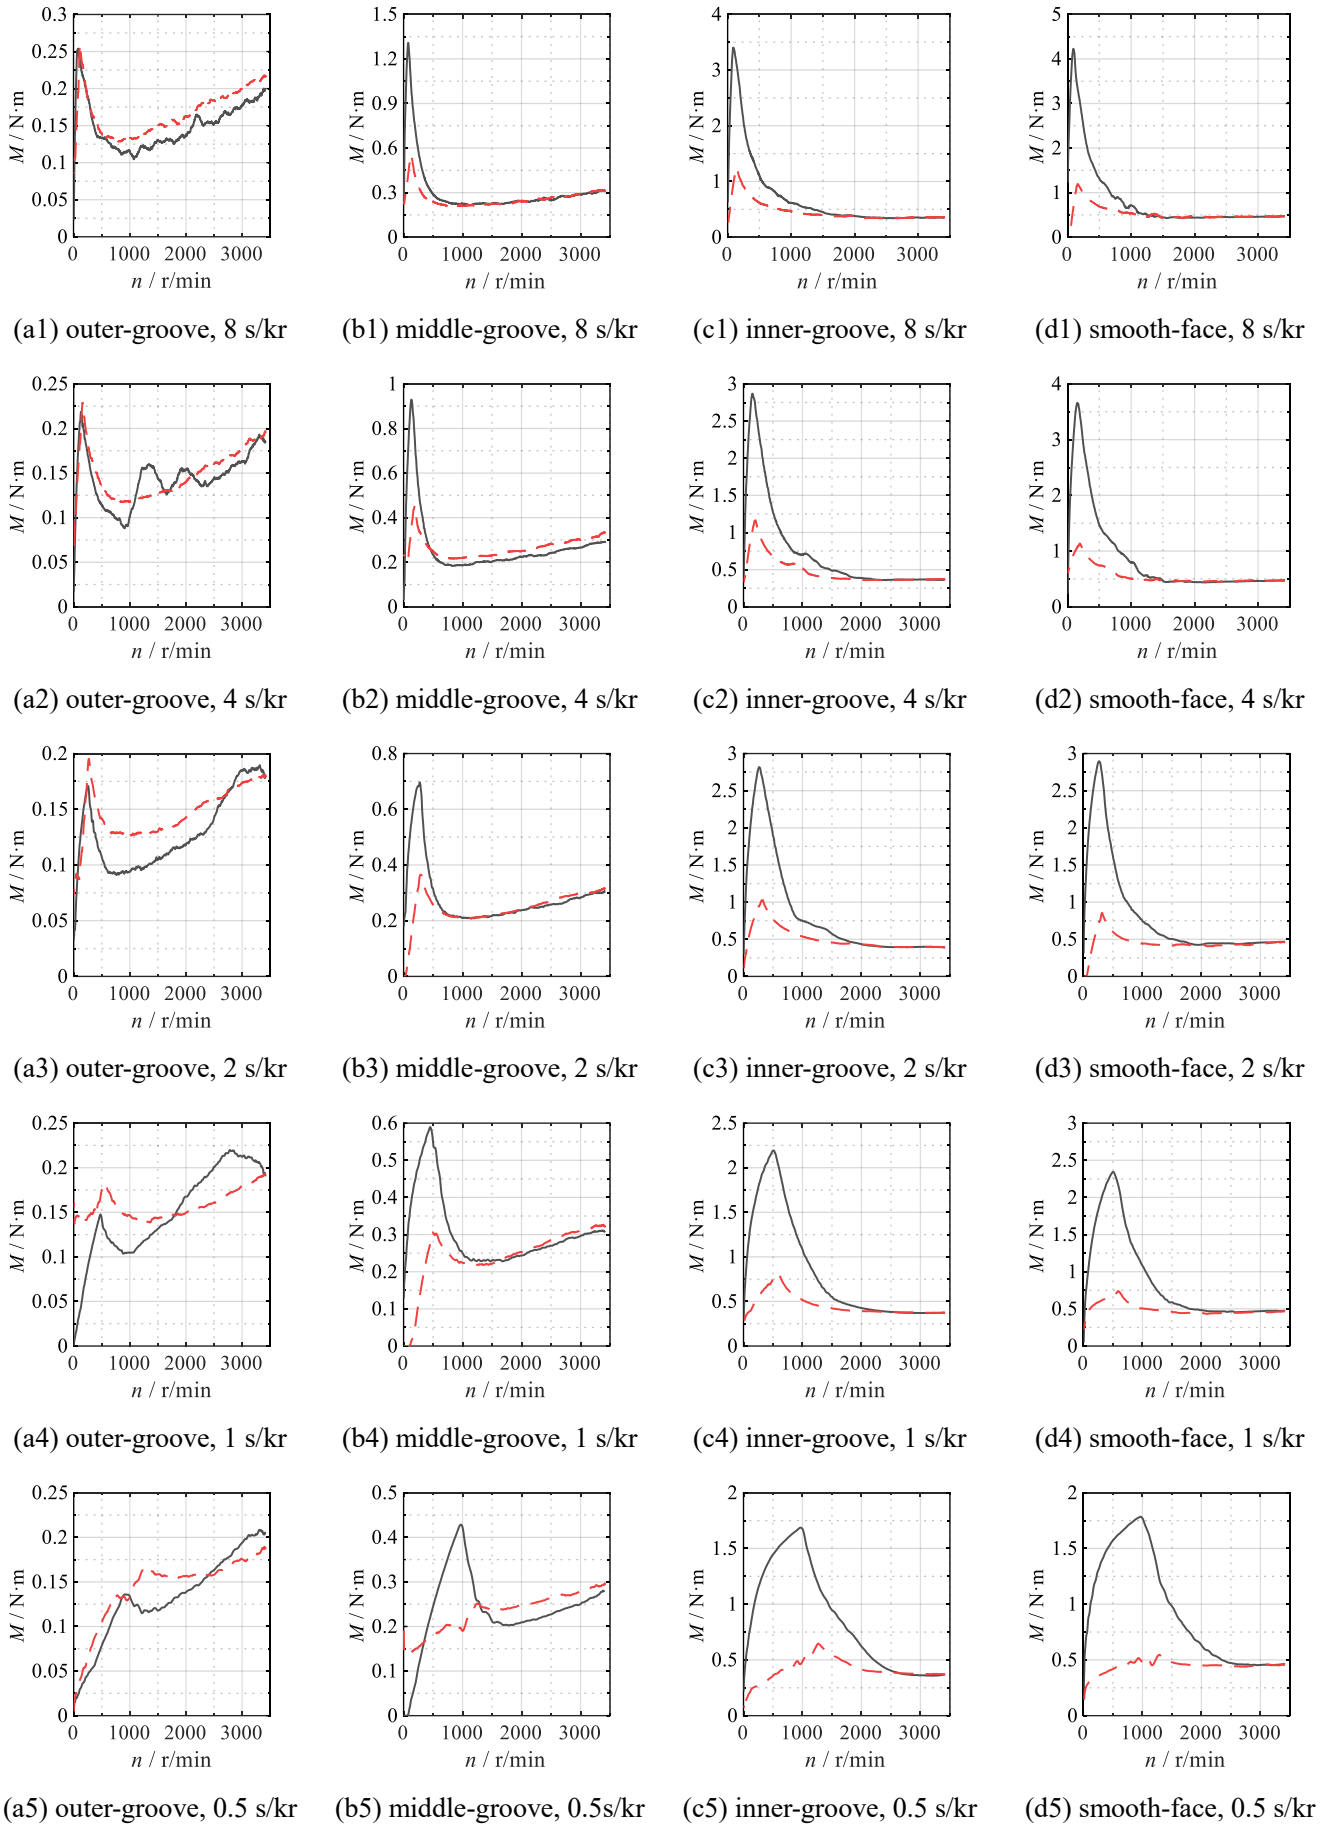 0.3
0.25
0.2
0.15
0.1
0.05
0
M / N·m
0 1000 2000 3000
n / r/min
(a1) outer-groove, 8 s/kr
1.5
1.2
0.9
0.6
0.3
0
M / N·m
0 1000 2000 3000
n / r/min
(b1) middle-groove, 8 s/kr
4
3
2
1
0
M / N·m
0 1000 2000 3000
n / r/min
(c1) inner-groove, 8 s/kr
5
4
3
2
1
0
M / N·m
0 1000 2000 3000
n / r/min
(d1) smooth-face, 8 s/kr
0.25
0.2
0.15
0.1
0.05
0
M / N·m
0 1000 2000 3000
n / r/min
(a2) outer-groove, 4 s/kr
1
0.8
0.6
0.4
0.2
0
M / N·m
0 1000 2000 3000
n / r/min
(b2) middle-groove, 4 s/kr
3
2.5
2
1.5
1
0.5
0
M / N·m
0 1000 2000 3000
n / r/min
(c2) inner-groove, 4 s/kr
4
3
2
1
0
M / N·m
0 1000 2000 3000
n / r/min
(d2) smooth-face, 4 s/kr
0.2
0.15
0.1
0.05
0
M / N·m
0 1000 2000 3000
n / r/min
(a3) outer-groove, 2 s/kr
0.8
0.6
0.4
0.2
0
M / N·m
0 1000 2000 3000
n / r/min
(b3) middle-groove, 2 s/kr
3
2.5
2
1.5
1
0.5
0
M / N·m
0 1000 2000 3000
n / r/min
(c3) inner-groove, 2 s/kr
3
2.5
2
1.5
1
0.5
0
M / N·m
0 1000 2000 3000
n / r/min
(d3) smooth-face, 2 s/kr
0.25
0.2
0.15
0.1
0.05
0
M / N·m
0 1000 2000 3000
n / r/min
(a4) outer-groove, 1 s/kr
0.6
0.5
0.4
0.3
0.2
0.1
0
M / N·m
0 1000 2000 3000
n / r/min
(b4) middle-groove, 1 s/kr
2.5
2
1.5
1
0.5
0
M / N·m
0 1000 2000 3000
n / r/min
(c4) inner-groove, 1 s/kr
3
2.5
2
1.5
1
0.5
0
M / N·m
0 1000 2000 3000
n / r/min
(d4) smooth-face, 1 s/kr
0.25
0.2
0.15
0.1
0.05
0
M / N·m
0 1000 2000 3000
n / r/min
(a5) outer-groove, 0.5 s/kr
0.5
0.4
0.3
0.2
0.1
0
M / N·m
0 1000 2000 3000
n / r/min
(b5) middle-groove, 0.5s/kr
2
1.5
1
0.5
0
M / N·m
0 1000 2000 3000
n / r/min
(c5) inner-groove, 0.5 s/kr
2
1.5
1
0.5
0
M / N·m
0 1000 2000 3000
n / r/min
(d5) smooth-face, 0.5 s/kr